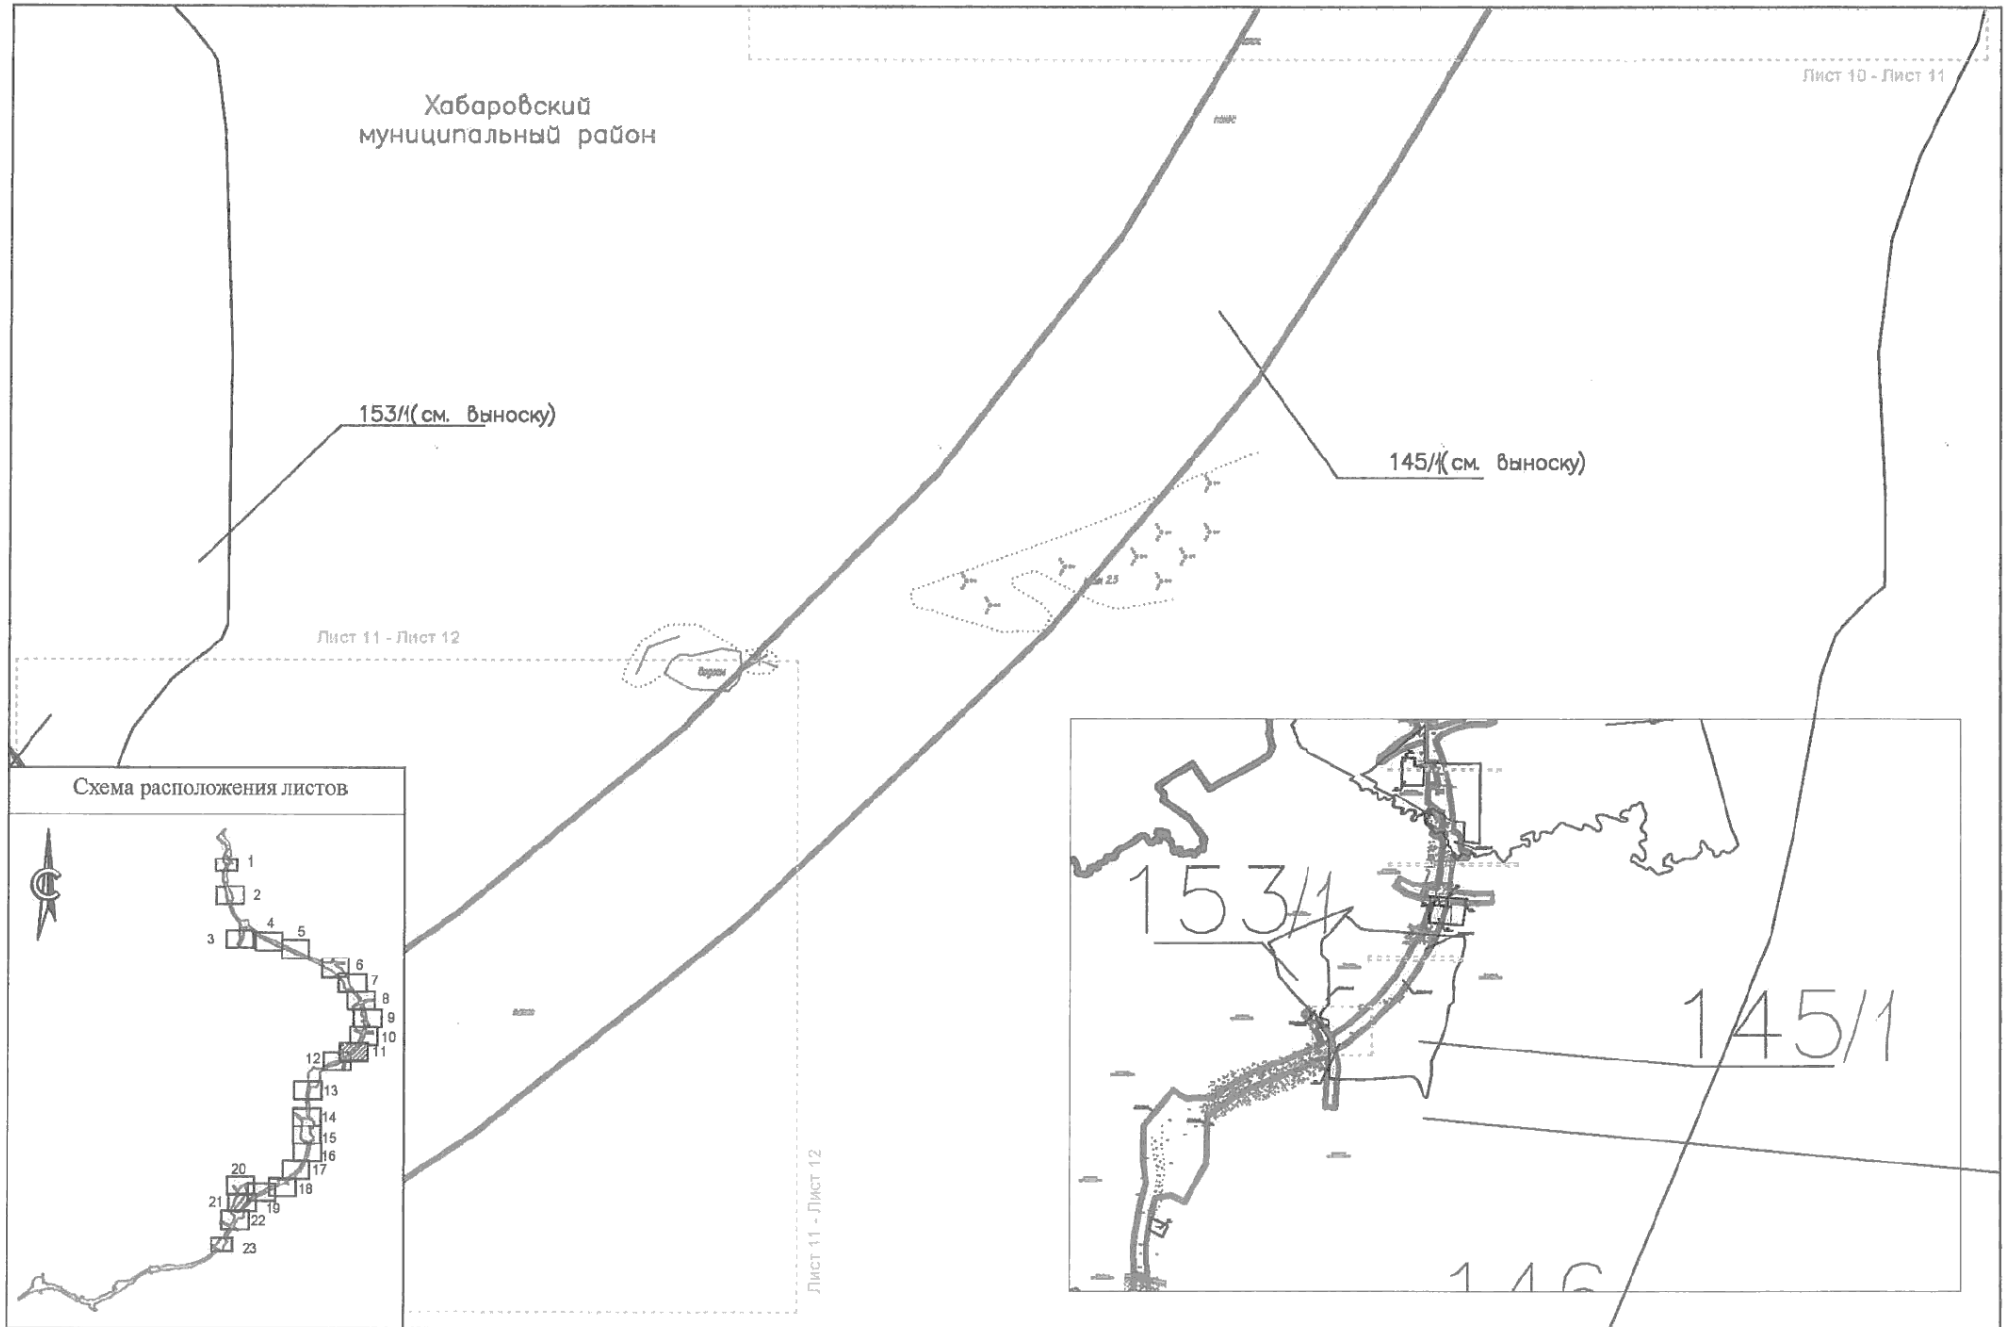 Лист 10 - Лист 11
Хабаровский
муниципальный район
153/1(см. выноску)
145/1(см. выноску)
Лист 11 - Лист 12
Схема расположения листов
С
1
2
3
4
5
6
7
8
9
10
11
12
13
14
15
16
17
18
19
20
21
22
23
Лист 11 - Лист 12
153/1
145/1
146